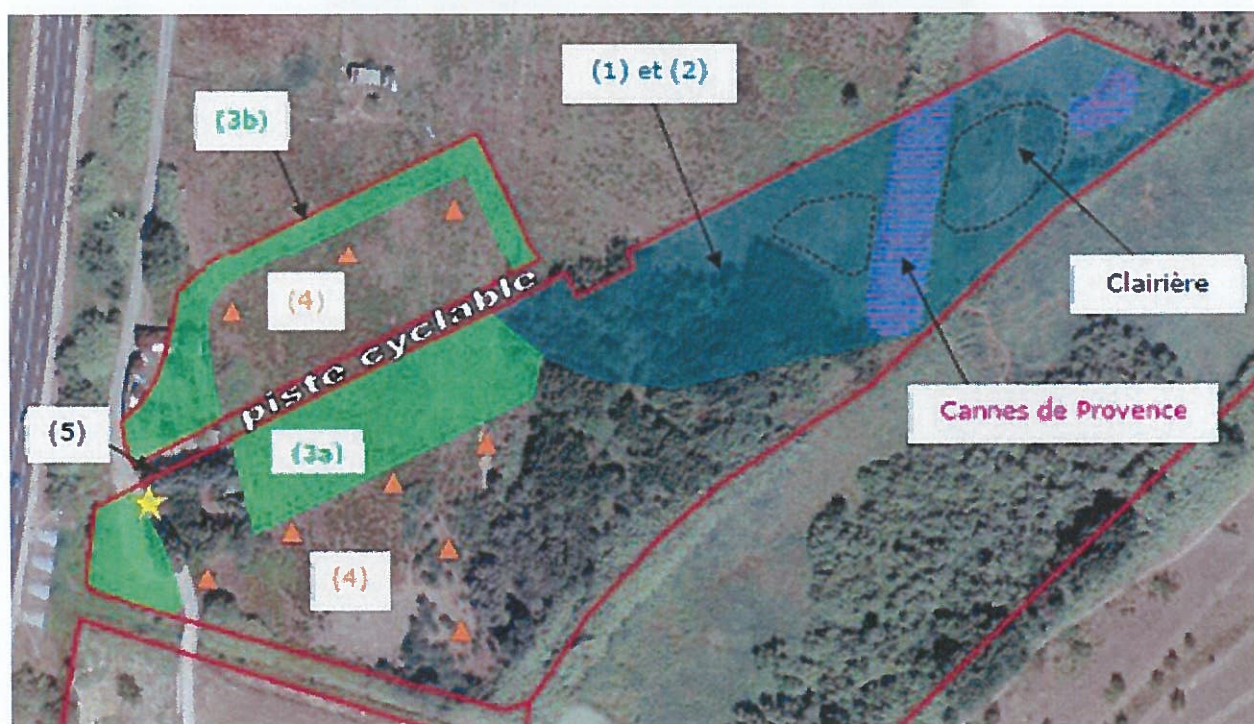 (1) et (2)
(3b)
(4)
Clairière
piste cyclable
Cannes de Provence
(5)
(3a)
(4)